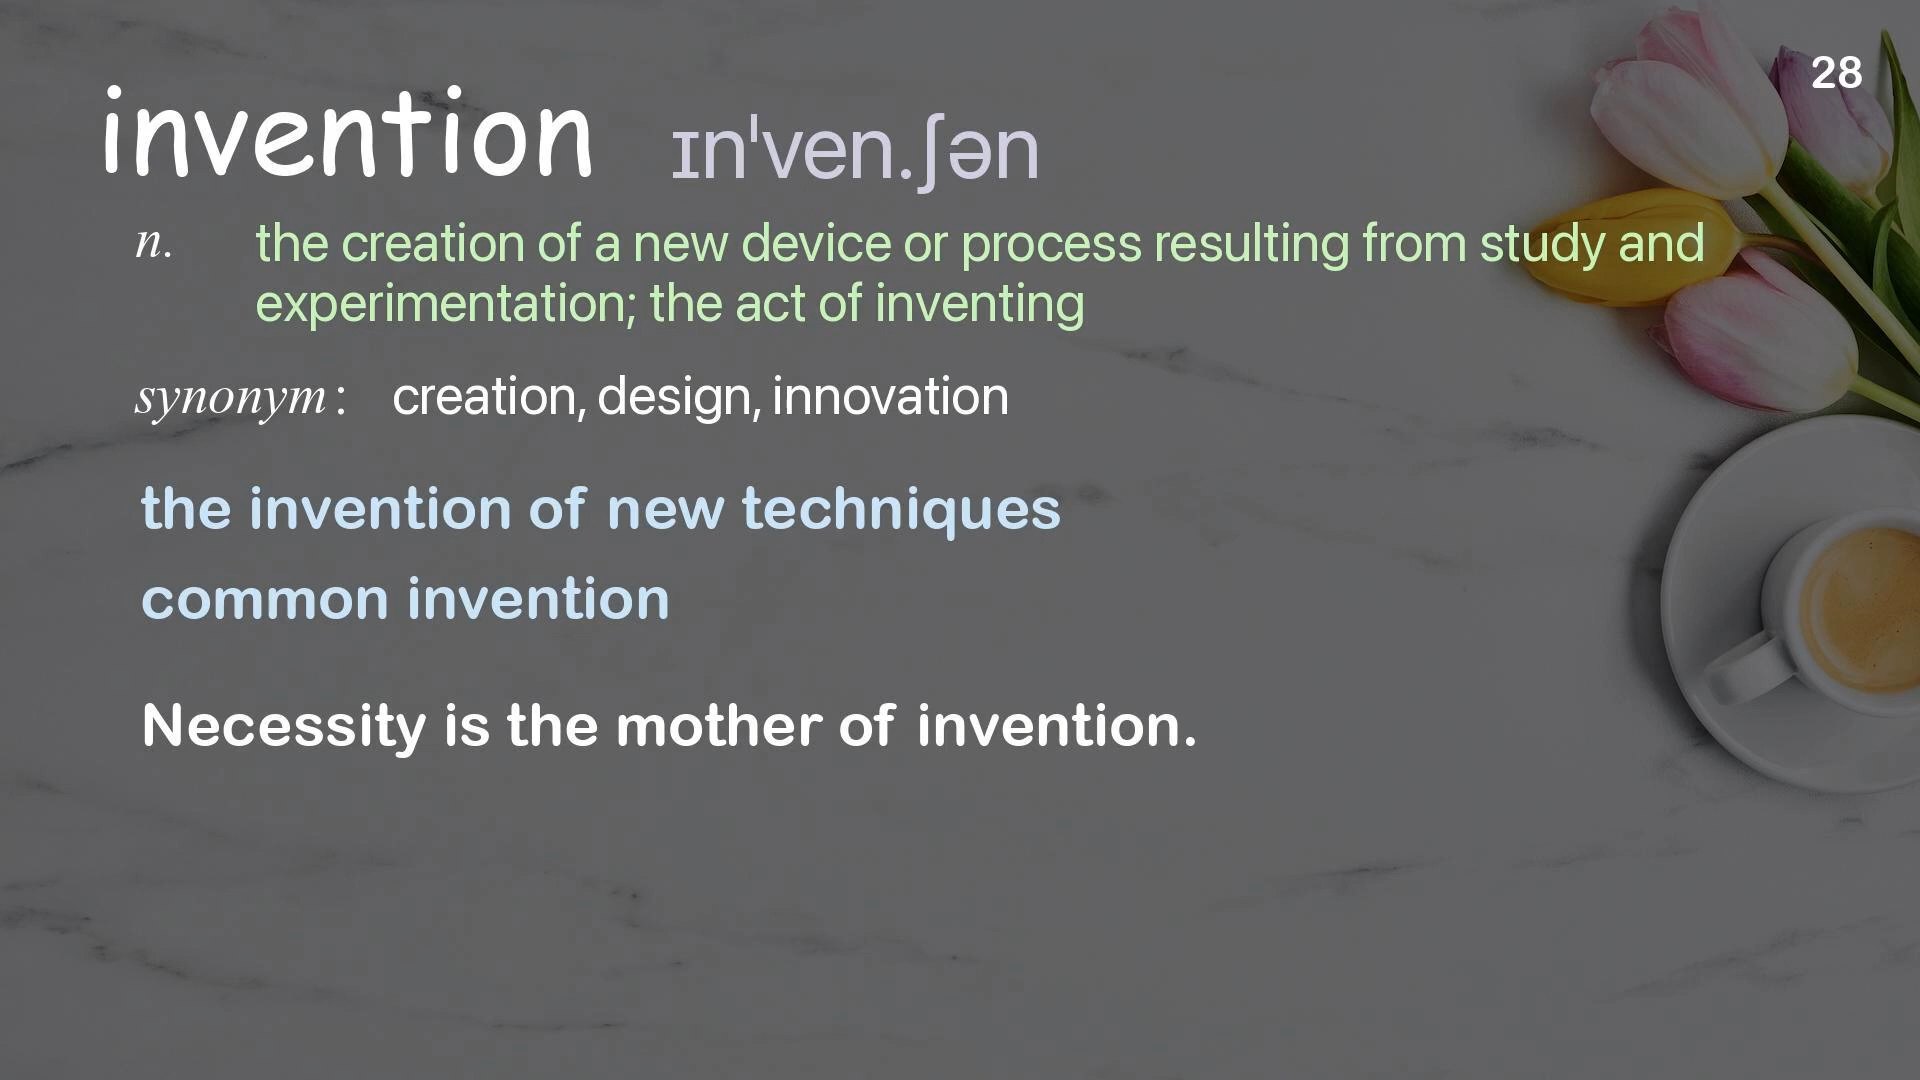 28
invention ɪnˈven.ʃən
n. the creation of a new device or process resulting from study and
experimentation; the act of inventing
synonym: creation, design, innovation
the invention of new techniques
common invention
Necessity is the mother of invention.